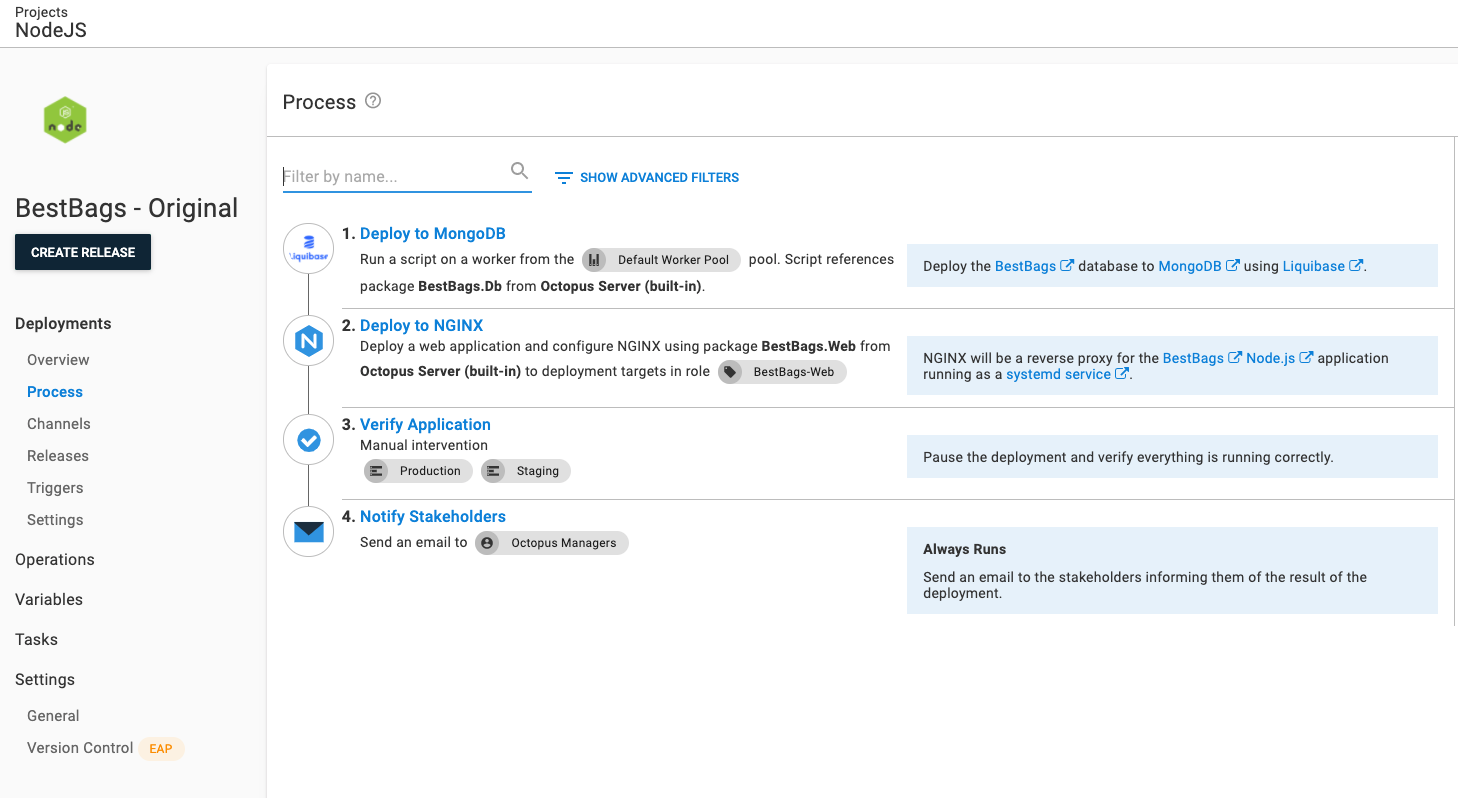 Projects
NodeJS
node
BestBags - Original
CREATE RELEASE
Deployments
Overview
Process
Channels
Releases
Triggers
Settings
Operations
Variables
Tasks
Settings
General
Version Control EAP
Process
Filter by name...
SHOW ADVANCED FILTERS
Liquibase
1. Deploy to MongoDB
Run a script on a worker from the Default Worker Pool pool. Script references
package BestBags.Db from Octopus Server (built-in).
Deploy the BestBags database to MongoDB using Liquibase.
N
2. Deploy to NGINX
Deploy a web application and configure NGINX using package BestBags.Web from
Octopus Server (built-in) to deployment targets in role BestBags-Web
NGINX will be a reverse proxy for the BestBags Node.js application
running as a systemd service.
3. Verify Application
Manual intervention
Production Staging
Pause the deployment and verify everything is running correctly.
4. Notify Stakeholders
Send an email to Octopus Managers
Always Runs
Send an email to the stakeholders informing them of the result of the
deployment.